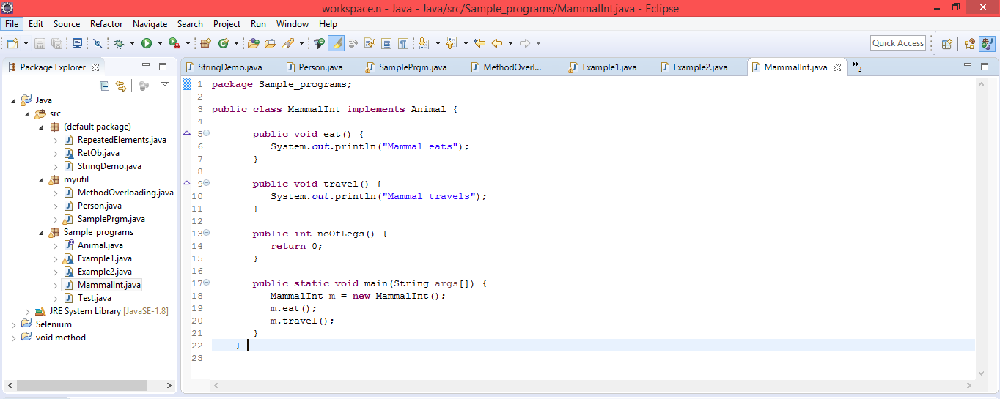 workspace.n - Java - Java/src/Sample_programs/MammalInt.java - Eclipse
File Edit Source Refactor Navigate Search Project Run Window Help
Quick Access
Package Explorer
StringDemo.java Person.java SamplePrgm.java MethodOverl... Example1.java Example2.java MammalInt.java »2
Java
src
(default package)
RepeatedElements.java
RetOb.java
StringDemo.java
myutil
MethodOverloading.java
Person.java
SamplePrgm.java
Sample_programs
Animal.java
Example1.java
Example2.java
MammalInt.java
Test.java
JRE System Library [JavaSE-1.8]
Selenium
void method
1 package Sample_programs;
2
3 public class MammalInt implements Animal {
4
5 public void eat() {
6 System.out.println("Mammal eats");
7 }
8
9 public void travel() {
10 System.out.println("Mammal travels");
11 }
12
13 public int noOfLegs() {
14 return 0;
15 }
16
17 public static void main(String args[]) {
18 MammalInt m = new MammalInt();
19 m.eat();
20 m.travel();
21 }
22 }
23